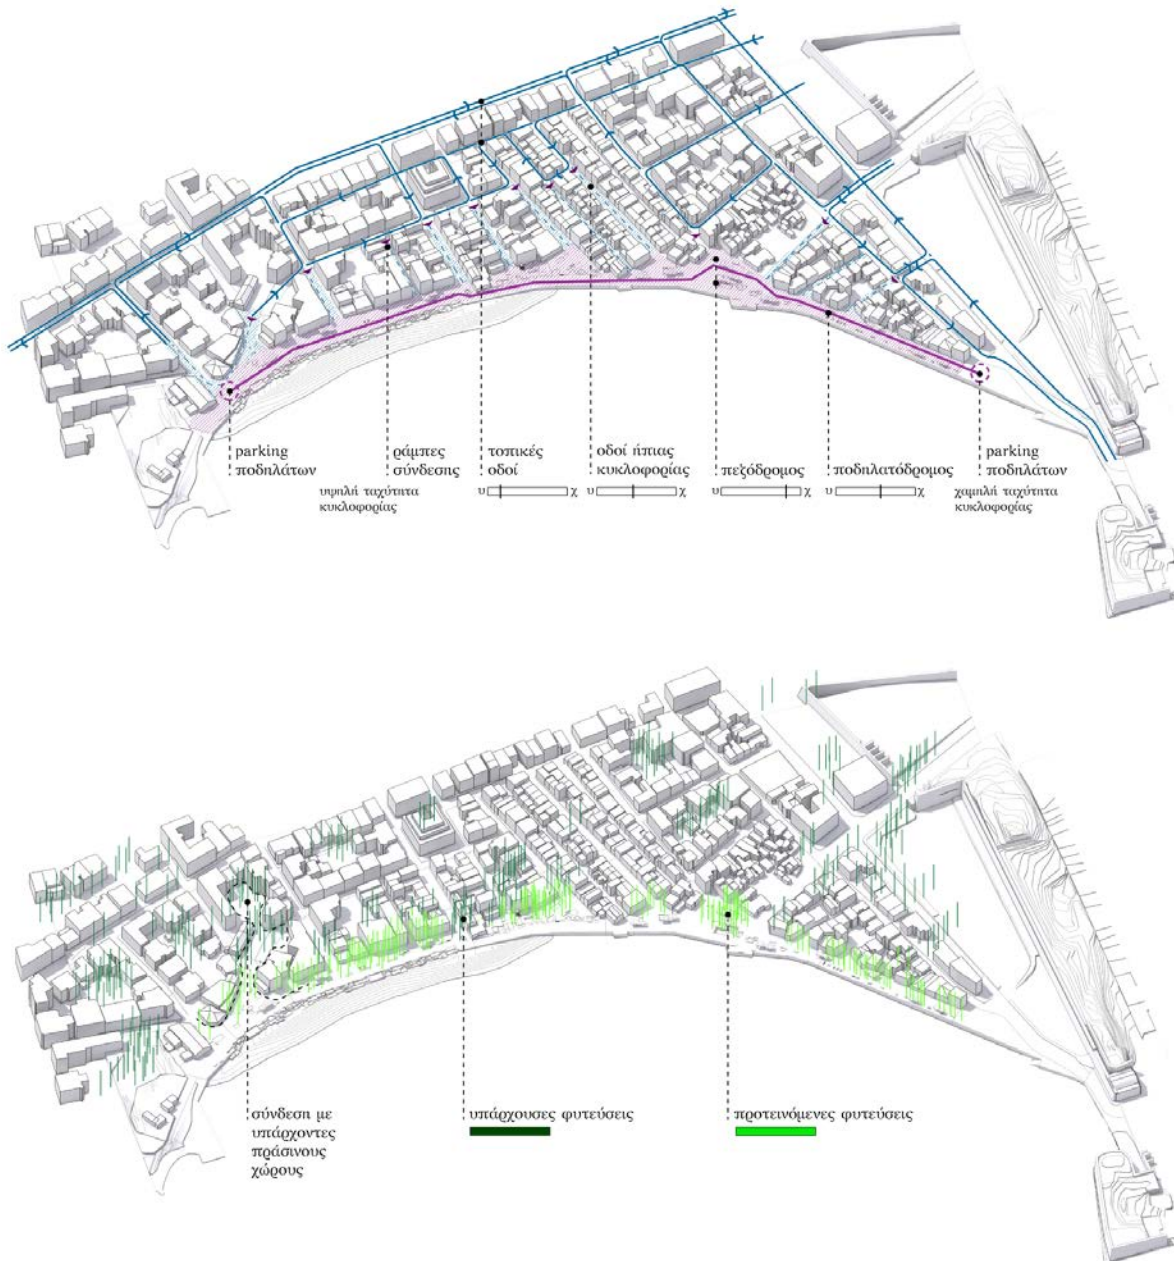 parking
ποδηλάτων
ράμπες
σύνδεσης
υψηλή ταχύτητα
κυκλοφορίας
τοπικές
οδοί
υ χ
οδοί ήπιας
κυκλοφορίας
υ χ
πεζόδρομος
υ χ
ποδηλατόδρομος
υ χ
parking
ποδηλάτων
χαμηλή ταχύτητα
κυκλοφορίας
σύνδεση με
υπάρχοντες
πράσινους
χώρους
υπάρχουσες φυτεύσεις
προτεινόμενες φυτεύσεις